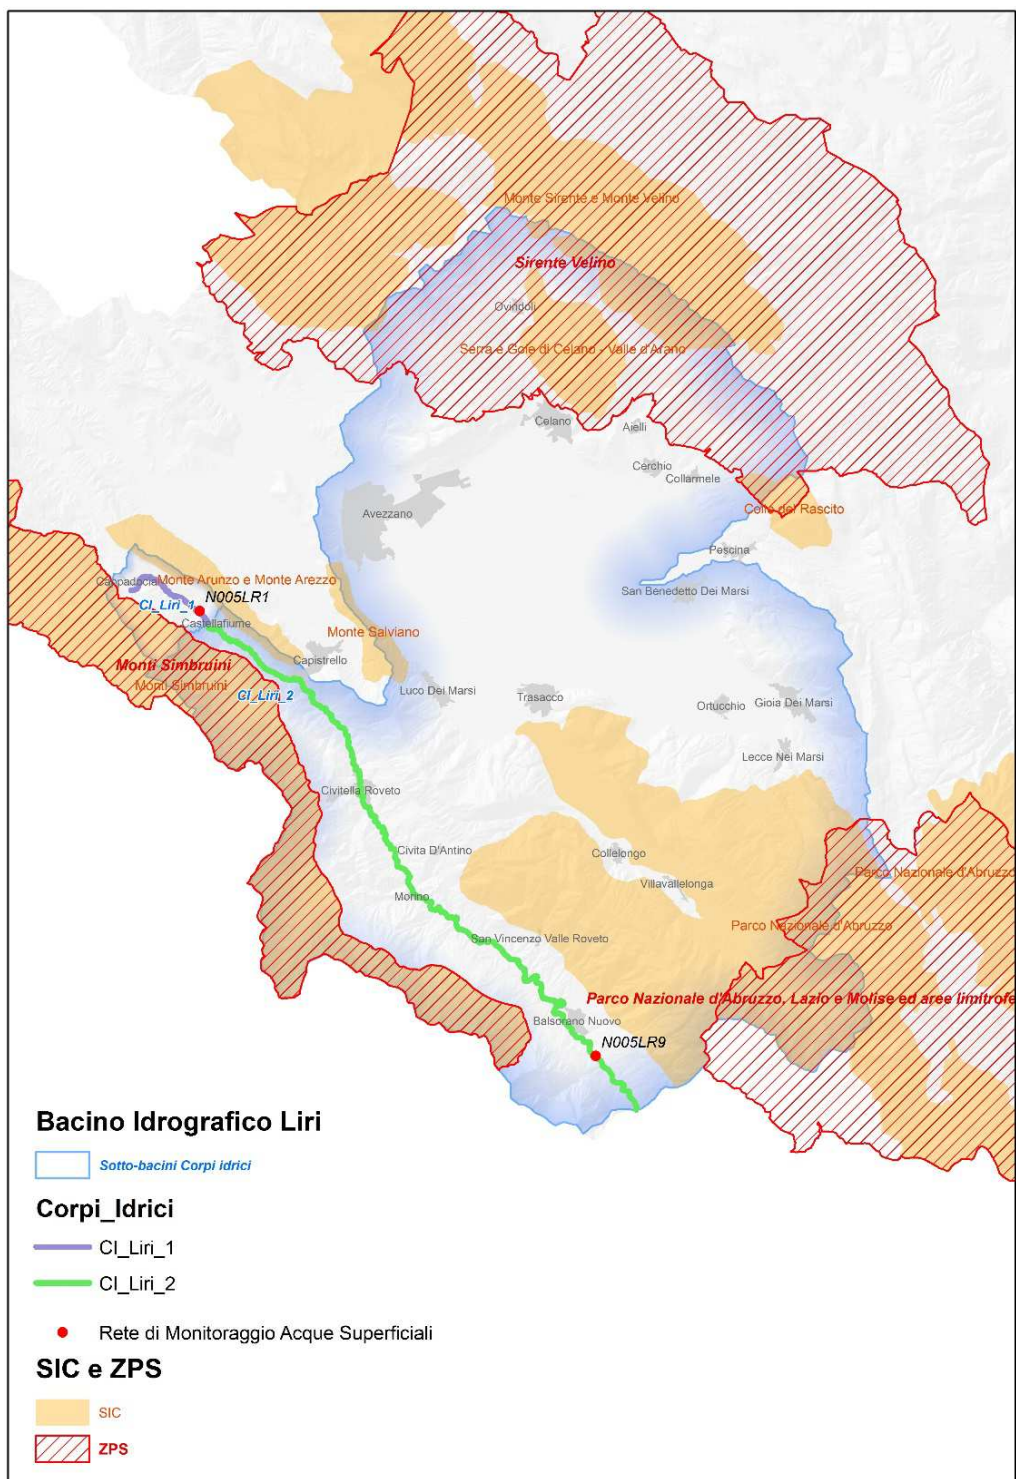 Monte Sirente e Monte Velino
Sirente Velino
Ovindoli
Serra e Gole di Celano - Valle d'Arano
Celano
Aielli
Cerchio
Collarmele
Colle del Rascito
Avezzano
Pescina
San Benedetto Dei Marsi
Cappadocia
Monte Arunzo e Monte Arezzo
N005LR1
CI_Liri_1
Castellafiume
Monte Salviano
Capistrello
Monti Simbruini
Monti Simbruini
CI_Liri_2
Luco Dei Marsi
Trasacco
Ortucchio
Gioia Dei Marsi
Lecce Nei Marsi
Civitella Roveto
Civita D'Antino
Collelongo
Villavallelonga
Parco Nazionale d'Abruzzo
Morino
Parco Nazionale d'Abruzzo
San Vincenzo Valle Roveto
Parco Nazionale d'Abruzzo, Lazio e Molise ed aree limitrofe
Balsorano Nuovo
N005LR9
Bacino Idrografico Liri
Sotto-bacini Corpi idrici
Corpi_Idrici
CI_Liri_1
CI_Liri_2
Rete di Monitoraggio Acque Superficiali
SIC e ZPS
SIC
ZPS